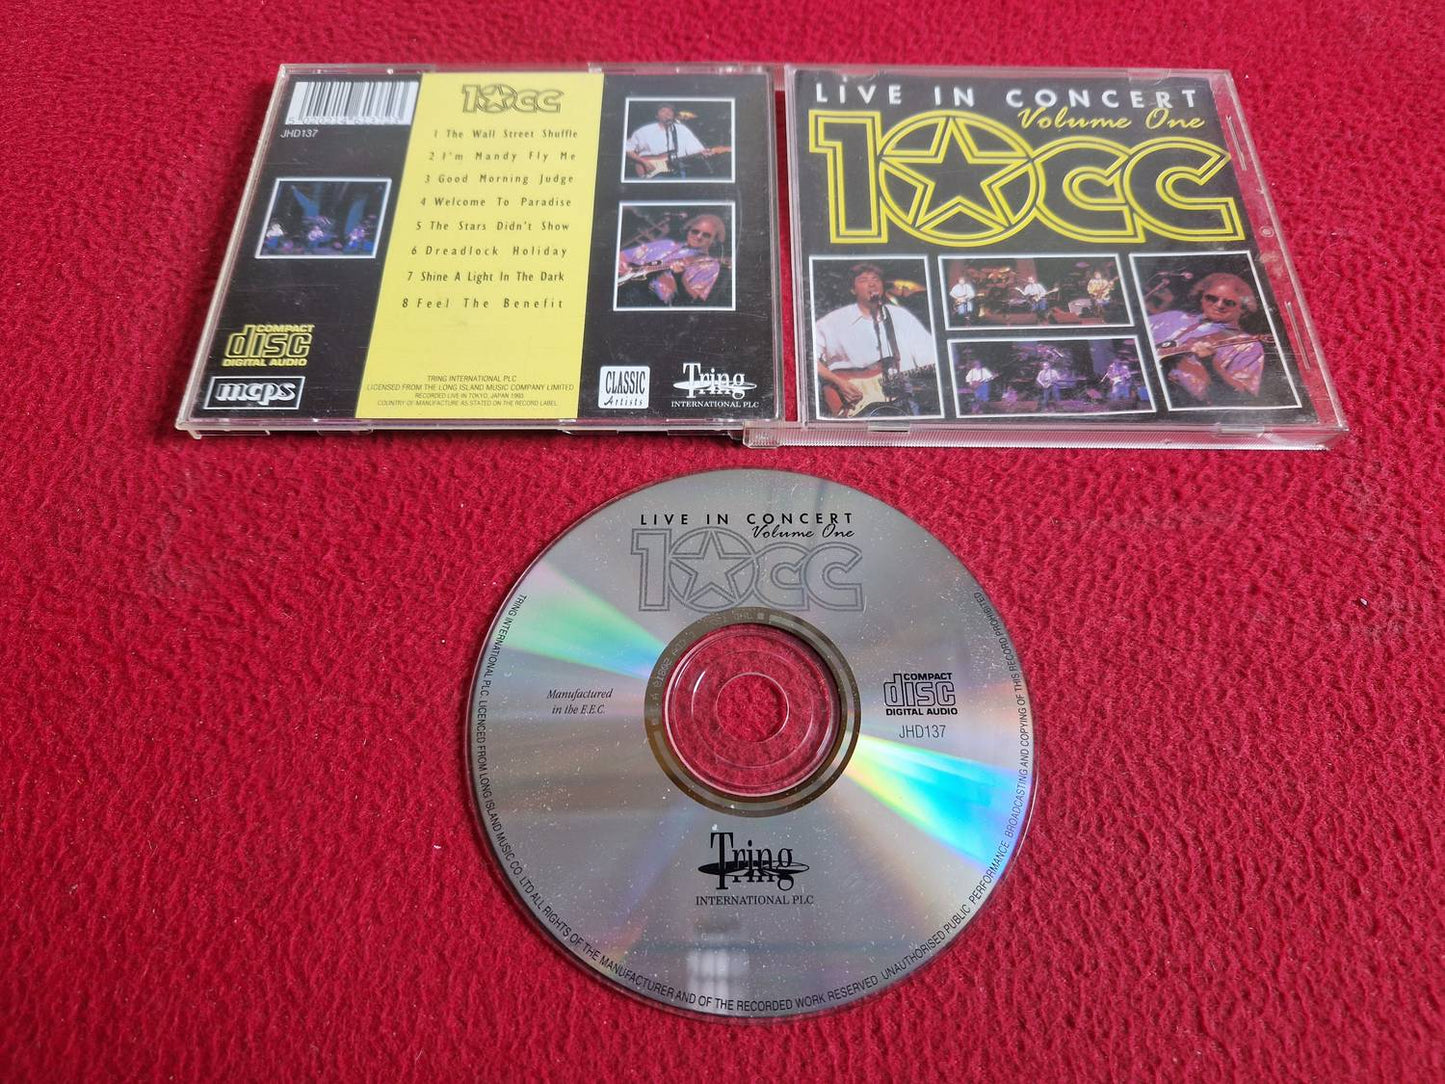 JHD137
10cc
1 The Wall Street Shuffle
2 I'm Mandy Fly Me
3 Good Morning Judge
4 Welcome To Paradise
5 The Stars Didn't Show
6 Dreadlock Holiday
7 Shine A Light In The Dark
8 Feel The Benefit
COMPACT
disc
DIGITAL AUDIO
mcps
TRING INTERNATIONAL PLC
LICENSED FROM THE LONG ISLAND MUSIC COMPANY LIMITED
RECORDED LIVE IN TOKYO, JAPAN 1993
COUNTRY OF MANUFACTURE AS STATED ON THE RECORD LABEL
CLASSIC
Artists
Tring
INTERNATIONAL PLC
LIVE IN CONCERT
Volume One
10cc
LIVE IN CONCERT
Volume One
10cc
Manufactured
in the E.E.C.
COMPACT
disc
DIGITAL AUDIO
JHD137
Tring
INTERNATIONAL PLC
TRING INTERNATIONAL PLC. LICENCED FROM LONG ISLAND MUSIC CO. LTD ALL RIGHTS OF THE MANUFACTURER AND OF THE RECORDED WORK RESERVED UNAUTHORISED PUBLIC PERFORMANCE BROADCASTING AND COPYING OF THIS RECORD PROHIBITED